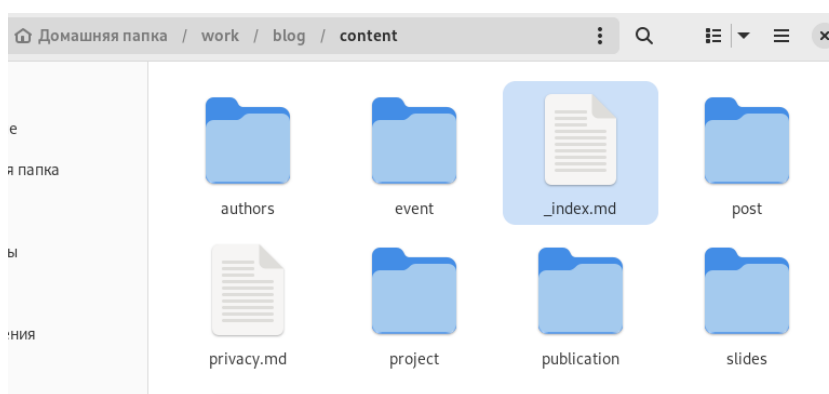 Домашняя папка / work / blog / content
е
я папка
ы
ения
authors event _index.md post
privacy.md project publication slides